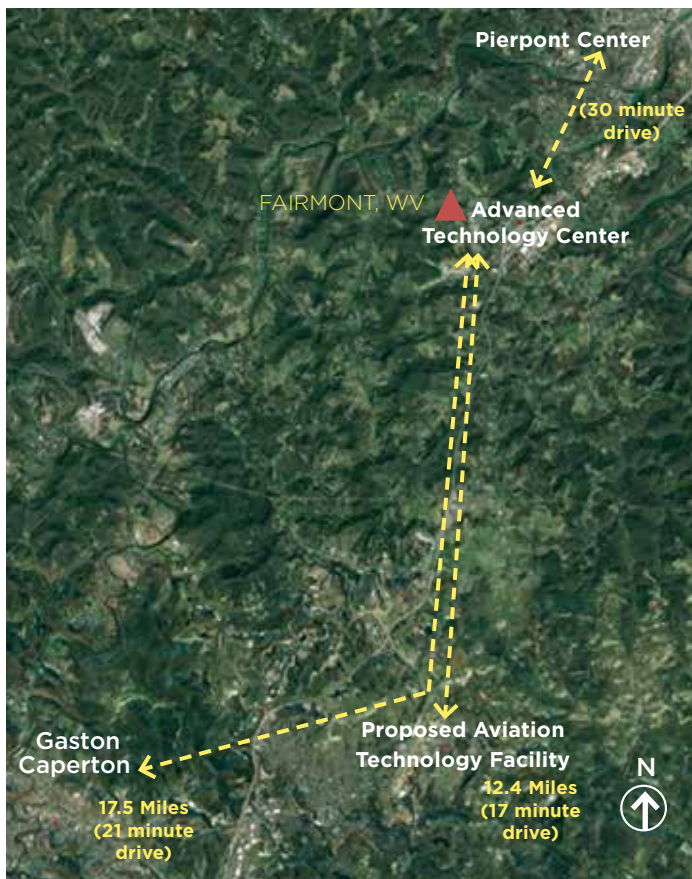 Pierpont Center
(30 minute
drive)
FAIRMONT, WV
Advanced
Technology Center
Gaston
Caperton
17.5 Miles
(21 minute
drive)
Proposed Aviation
Technology Facility
12.4 Miles
(17 minute
drive)
N